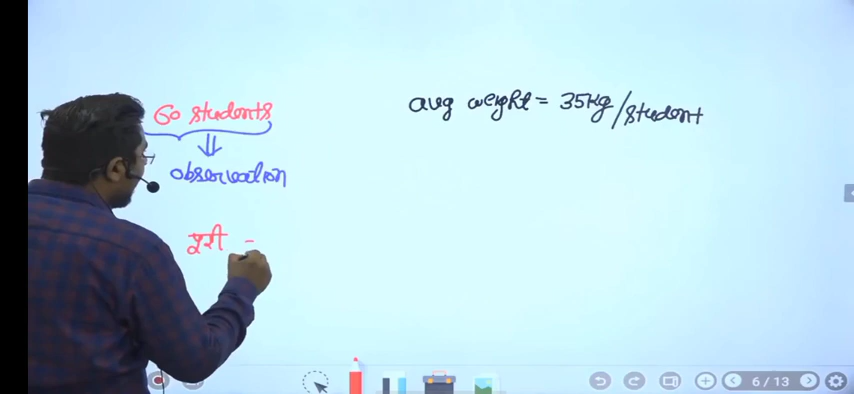 60 students
avg weight = 35kg/student
observation
पूरी -
6 / 13